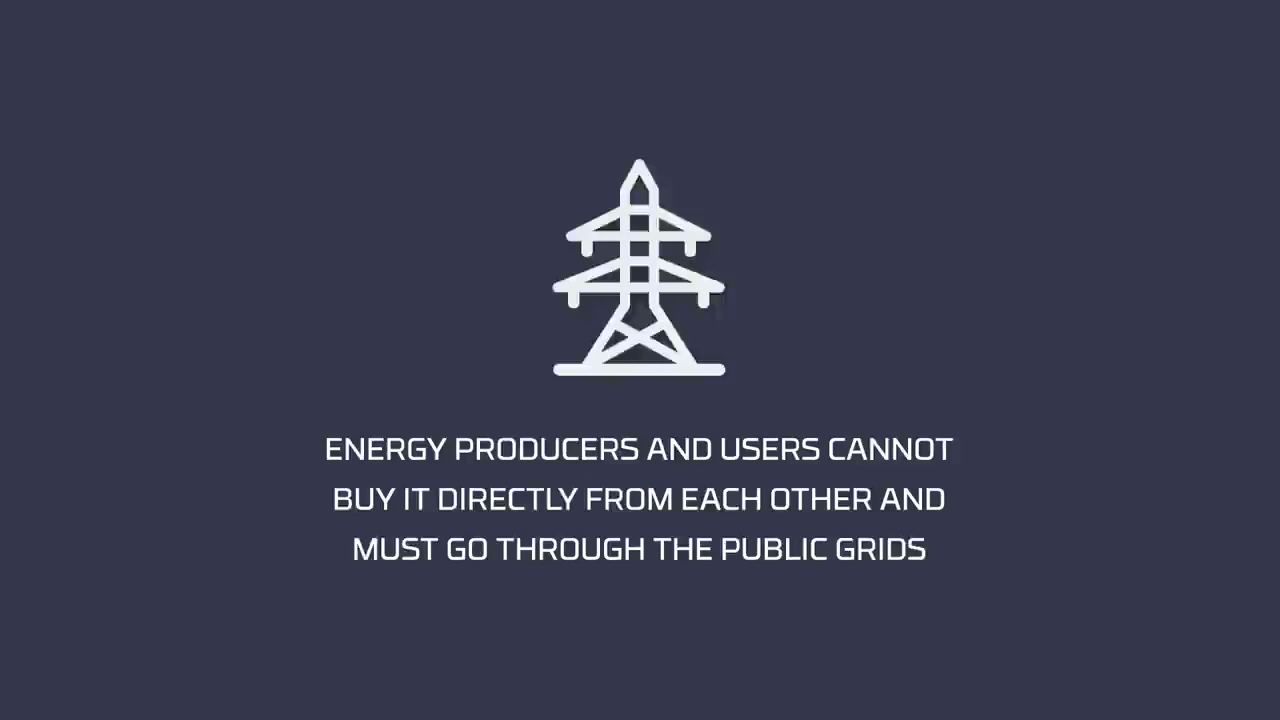 ENERGY PRODUCERS AND USERS CANNOT
BUY IT DIRECTLY FROM EACH OTHER AND
MUST GO THROUGH THE PUBLIC GRIDS